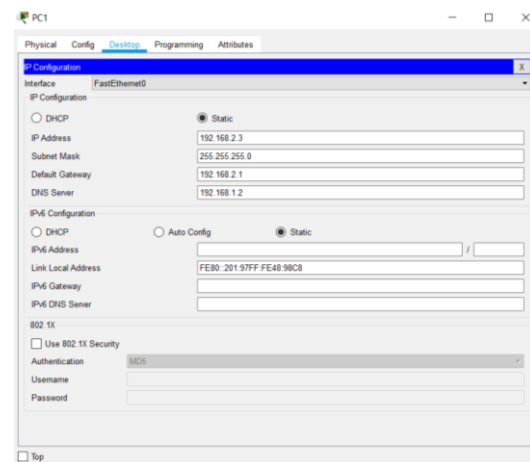 PC1
Physical Config Desktop Programming Attributes
IP Configuration X
Interface FastEthernet0
IP Configuration
DHCP Static
IP Address 192.168.2.3
Subnet Mask 255.255.255.0
Default Gateway 192.168.2.1
DNS Server 192.168.1.2
IPv6 Configuration
DHCP Auto Config Static
IPv6 Address /
Link Local Address FE80::201:97FF:FE48:98C8
IPv6 Gateway
IPv6 DNS Server
802.1X
Use 802.1X Security
Authentication MD5
Username
Password
Top